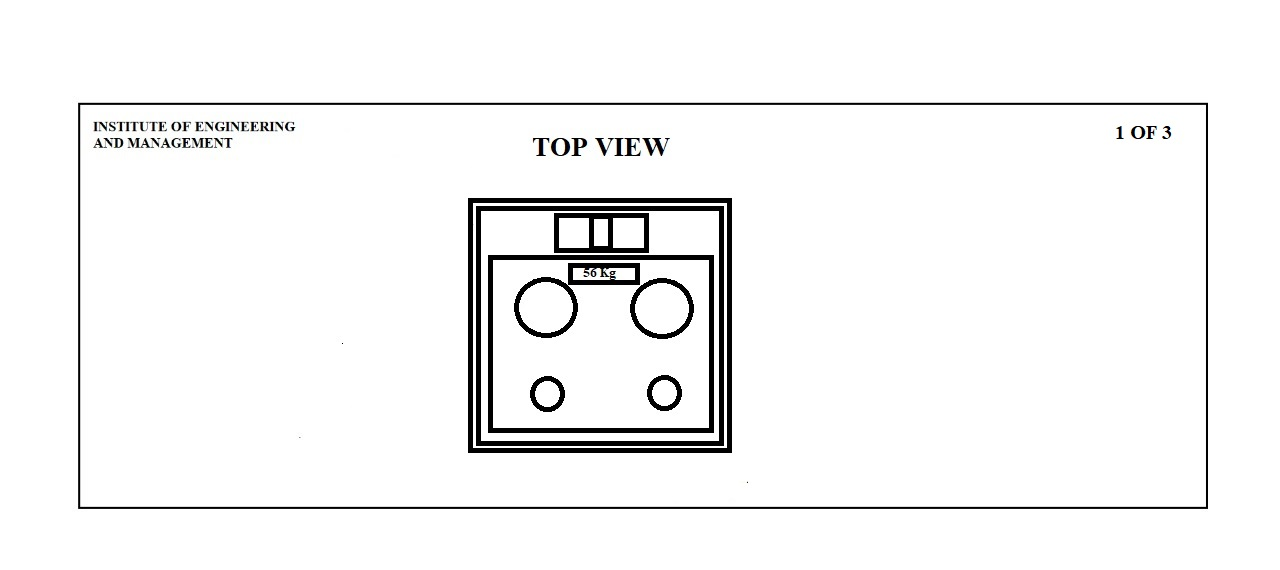 INSTITUTE OF ENGINEERING
AND MANAGEMENT
TOP VIEW
1 OF 3
56 Kg